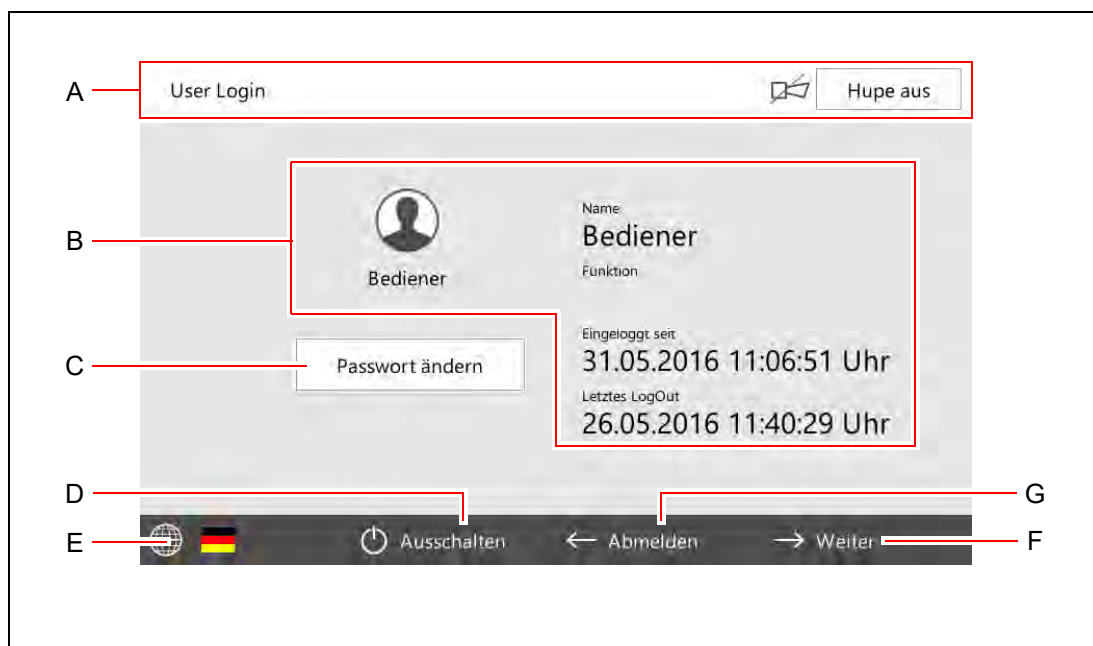 A
User Login
Hupe aus
B
Bediener
Name
Bediener
Funktion
C
Passwort ändern
Eingeloggt seit
31.05.2016 11:06:51 Uhr
Letztes LogOut
26.05.2016 11:40:29 Uhr
D
G
E
Ausschalten
Abmelden
Weiter
F